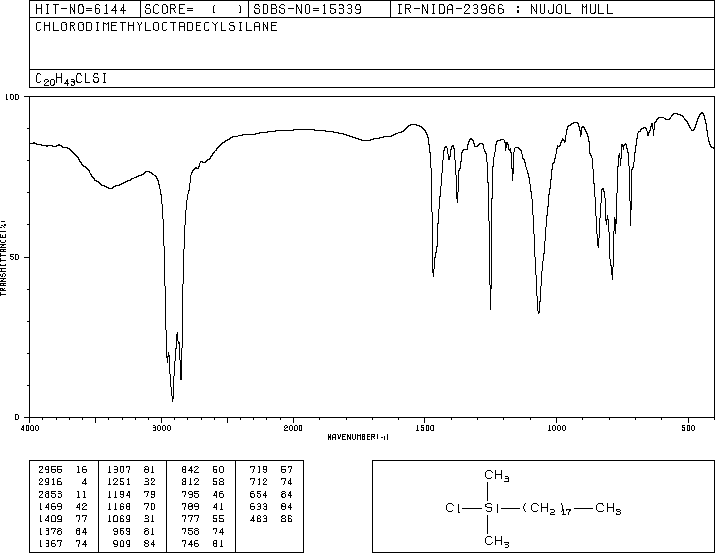 HIT-NO=6144 SCORE= ( ) SDBS-NO=15339 IR-NIDA-23966 : NUJOL MULL
CHLORODIMETHYLOCTADECYLSILANE
C20H43CLSI
100
50
0
TRANSMITTANCE(%)
4000 3000 2000 1500 1000 500
WAVENUMBER(-1)
2956 16 1307 81 842 50 719 57
2916 4 1251 32 812 58 712 74
2853 11 1194 79 795 46 654 84
1469 42 1168 70 789 41 633 84
1409 77 1069 31 777 55 483 86
1378 64 969 81 758 74
1367 74 909 84 746 81
CH3
Cl—Si—(CH2)17—CH3
CH3